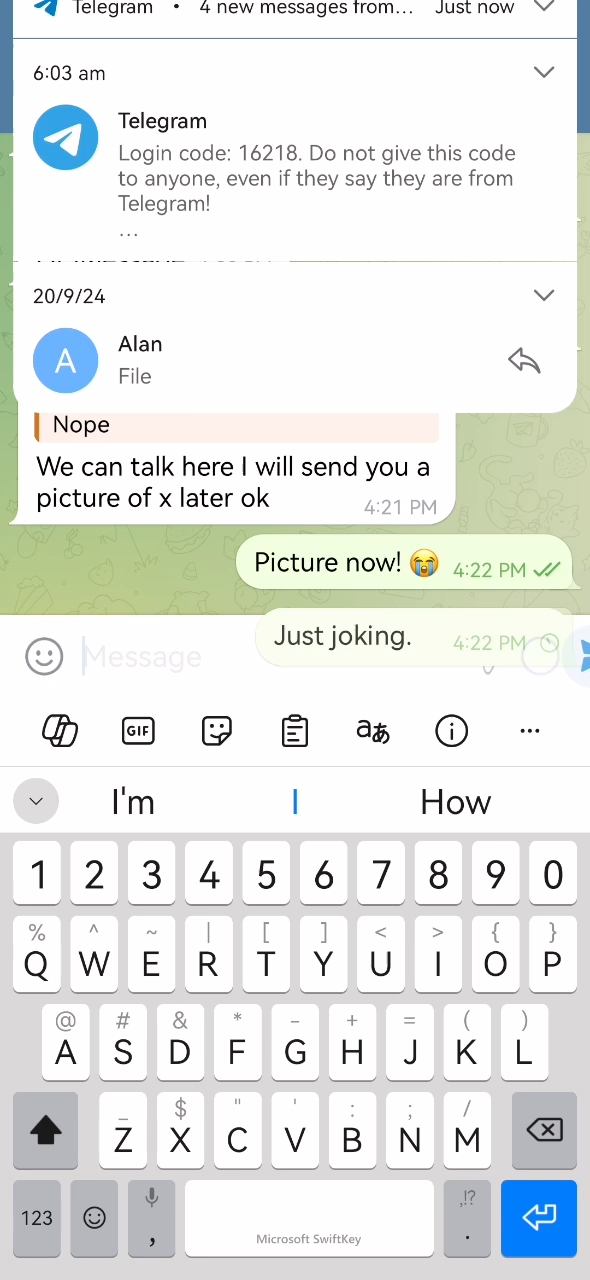 Telegram • 4 new messages from... Just now
6:03 am
Telegram
Login code: 16218. Do not give this code
to anyone, even if they say they are from
Telegram!
...
20/9/24
A
Alan
File
Nope
We can talk here I will send you a
picture of x later ok
4:21 PM
Picture now! 😭 4:22 PM
Just joking. 4:22 PM
Message
GIF
aあ
...
I'm I How
1 2 3 4 5 6 7 8 9 0
% ^ ~ | [ ] < > { }
Q W E R T Y U I O P
@ # & * - + = ( )
A S D F G H J K L
_ $ " ' : ; /
Z X C V B N M
,!?
123 , Microsoft SwiftKey .